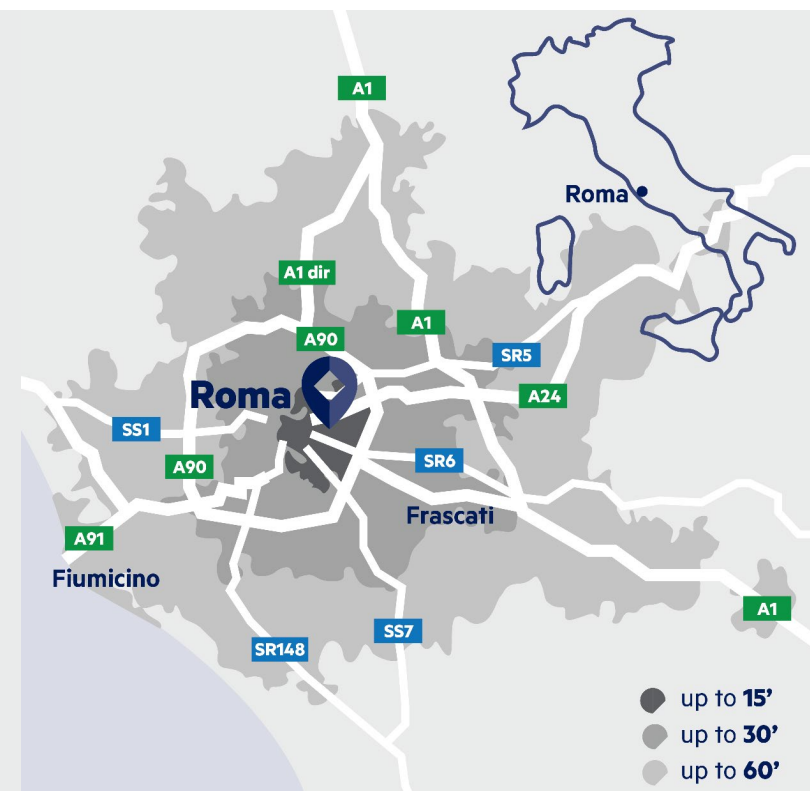 A1
Roma
A1 dir
A1
A90
SR5
Roma
A24
SS1
A90
SR6
Frascati
A91
Fiumicino
A1
SS7
SR148
up to 15’
up to 30’
up to 60’